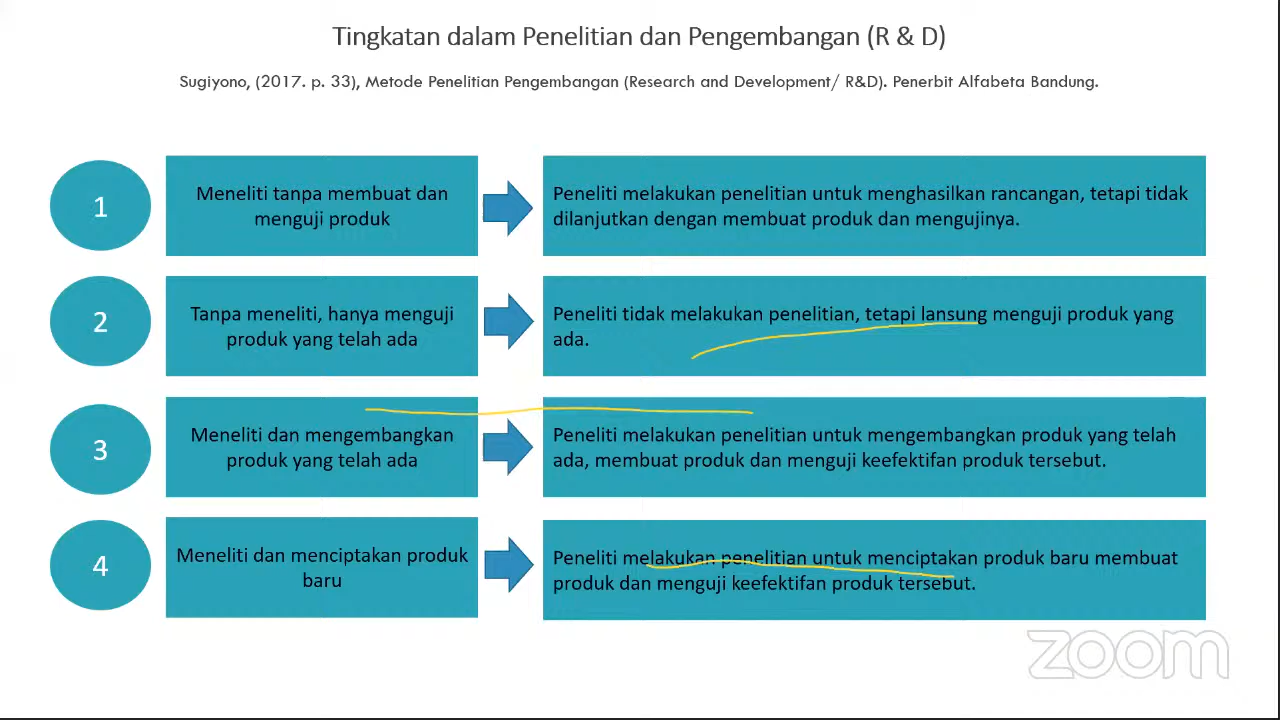 Tingkatan dalam Penelitian dan Pengembangan (R & D)
Sugiyono, (2017. p. 33), Metode Penelitian Pengembangan (Research and Development/ R&D). Penerbit Alfabeta Bandung.
1
Meneliti tanpa membuat dan
menguji produk
Peneliti melakukan penelitian untuk menghasilkan rancangan, tetapi tidak
dilanjutkan dengan membuat produk dan mengujinya.
2
Tanpa meneliti, hanya menguji
produk yang telah ada
Peneliti tidak melakukan penelitian, tetapi lansung menguji produk yang
ada.
3
Meneliti dan mengembangkan
produk yang telah ada
Peneliti melakukan penelitian untuk mengembangkan produk yang telah
ada, membuat produk dan menguji keefektifan produk tersebut.
4
Meneliti dan menciptakan produk
baru
Peneliti melakukan penelitian untuk menciptakan produk baru membuat
produk dan menguji keefektifan produk tersebut.
zoom